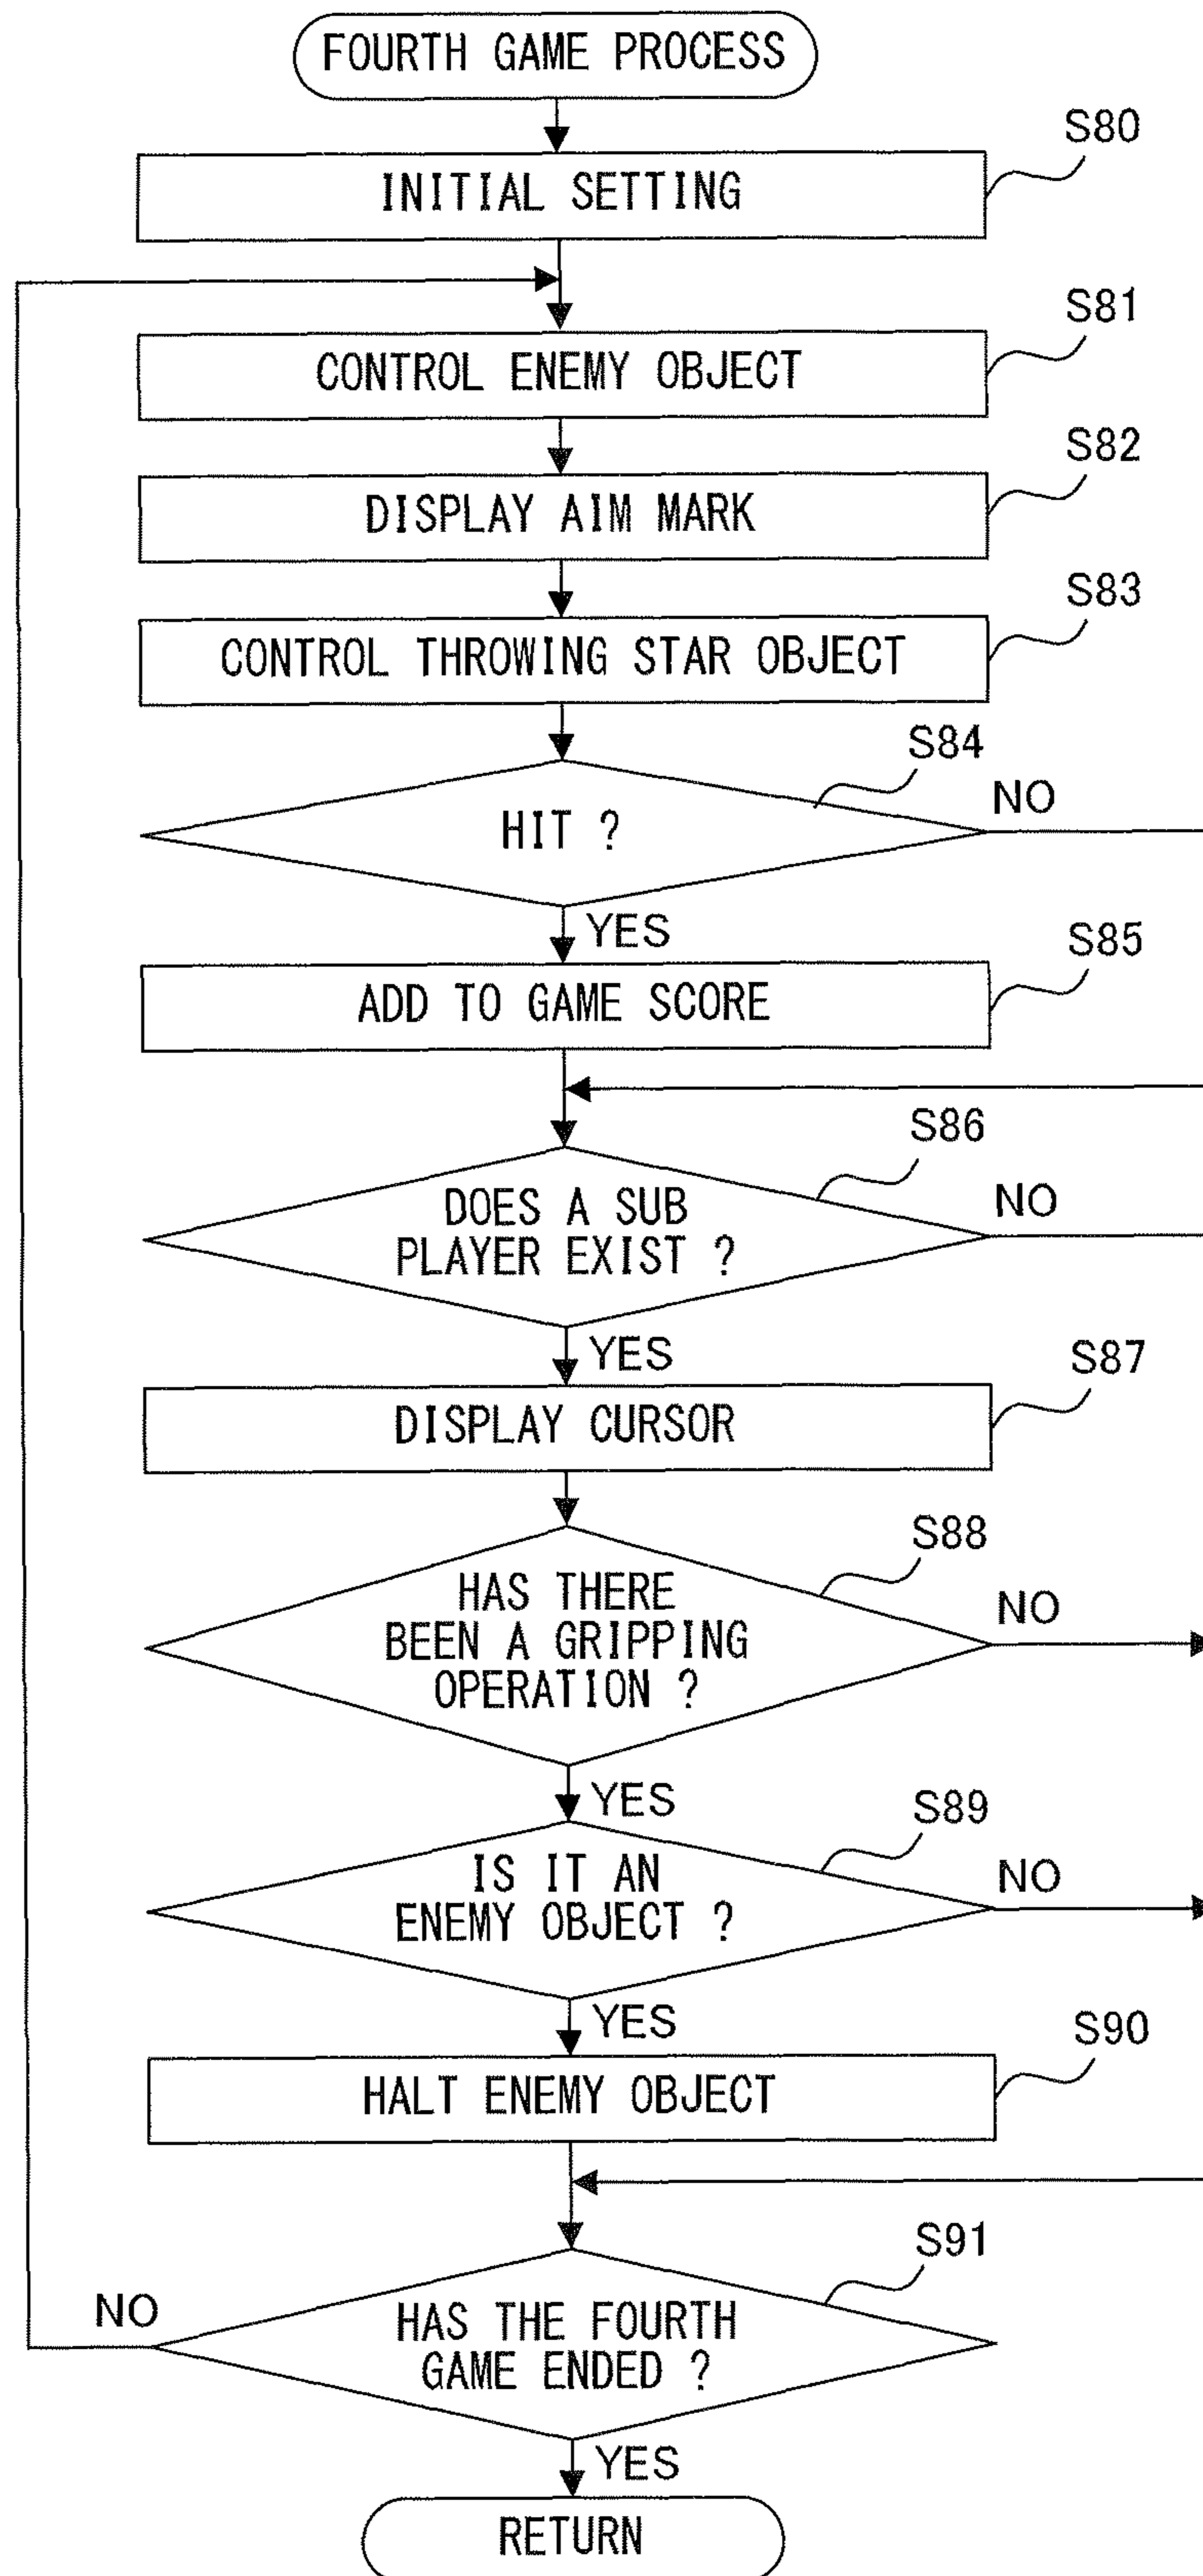 FOURTH GAME PROCESS
S80
INITIAL SETTING
S81
CONTROL ENEMY OBJECT
S82
DISPLAY AIM MARK
S83
CONTROL THROWING STAR OBJECT
S84
NO
HIT ?
YES
S85
ADD TO GAME SCORE
S86
NO
DOES A SUB
PLAYER EXIST ?
YES
S87
DISPLAY CURSOR
S88
NO
HAS THERE
BEEN A GRIPPING
OPERATION ?
YES
S89
NO
IS IT AN
ENEMY OBJECT ?
YES
S90
HALT ENEMY OBJECT
S91
NO
HAS THE FOURTH
GAME ENDED ?
YES
RETURN